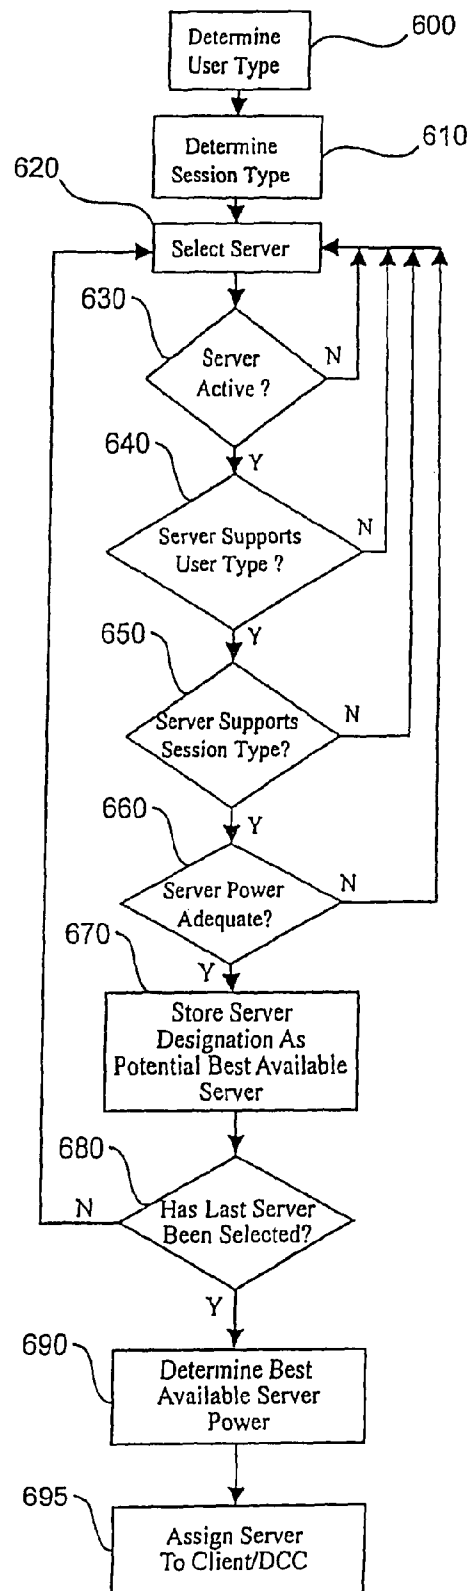 Determine
User Type
600
Determine
Session Type
610
620
Select Server
630
Server
Active ?
N
Y
640
Server Supports
User Type ?
N
Y
650
Server Supports
Session Type?
N
Y
660
Server Power
Adequate?
N
Y
670
Store Server
Designation As
Potential Best Available
Server
680
Has Last Server
Been Selected?
N
Y
690
Determine Best
Available Server
Power
695
Assign Server
To Client/DCC